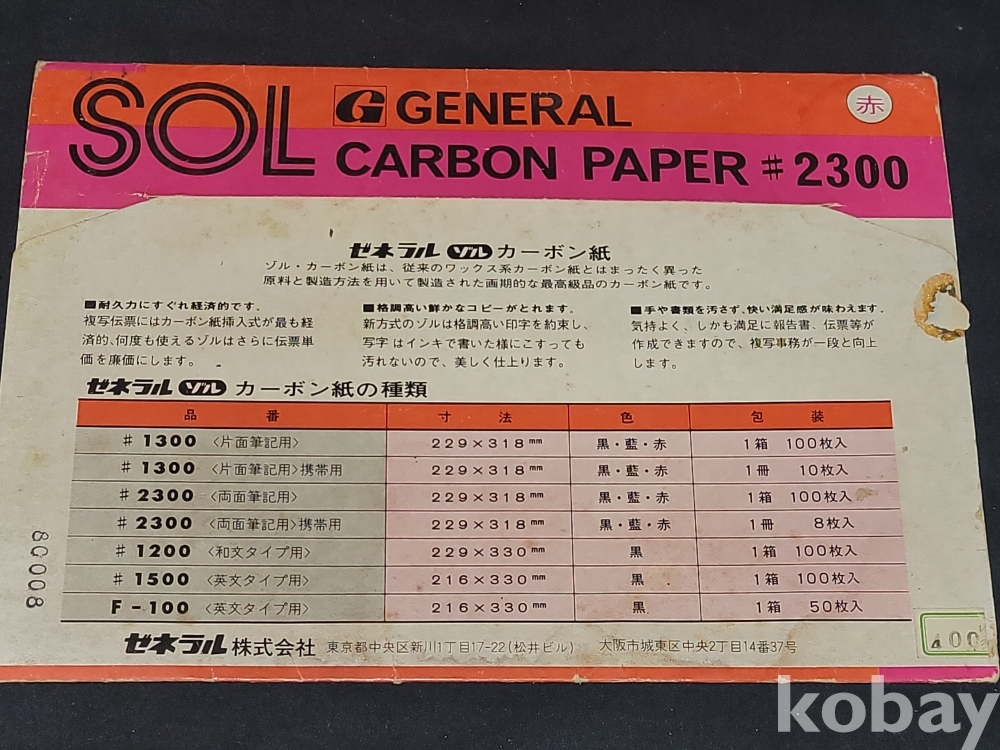 SOL G GENERAL 赤
CARBON PAPER #2300
ゼネラル ゾル カーボン紙
ゾル・カーボン紙は、従来のワックス系カーボン紙とはまったく異った
原料と製造方法を用いて製造された画期的な最高級品のカーボン紙です。
■耐久力にすぐれ経済的です.
複写伝票にはカーボン紙挿入式が最も経
済的、何度も使えるゾルはさらに伝票単
価を廉価にします。
■格調高い鮮かなコピーがとれます.
新方式のゾルは格調高い印字を約束し、
写字はインキで書いた様にこすっても
汚れないので、美しく仕上ります。
■手や書類を汚さず、快い満足感が味わえます.
気持よく、しかも満足に報告書、伝票等が
作成できますので、複写事務が一段と向上
します。
ゼネラル ゾル カーボン紙の種類
品番 寸法 色 包装
#1300 〈片面筆記用〉 229×318mm 黒・藍・赤 1箱 100枚入
#1300 〈片面筆記用〉携帯用 229×318mm 黒・藍・赤 1冊 10枚入
#2300 〈両面筆記用〉 229×318mm 黒・藍・赤 1箱 100枚入
#2300 〈両面筆記用〉携帯用 229×318mm 黒・藍・赤 1冊 8枚入
#1200 〈和文タイプ用〉 229×330mm 黒 1箱 100枚入
#1500 〈英文タイプ用〉 216×330mm 黒 1箱 100枚入
F-100 〈英文タイプ用〉 216×330mm 黒 1箱 50枚入
80008
ゼネラル株式会社 東京都中央区新川1丁目17-22(松井ビル) 大阪市城東区中央2丁目14番37号
kobay